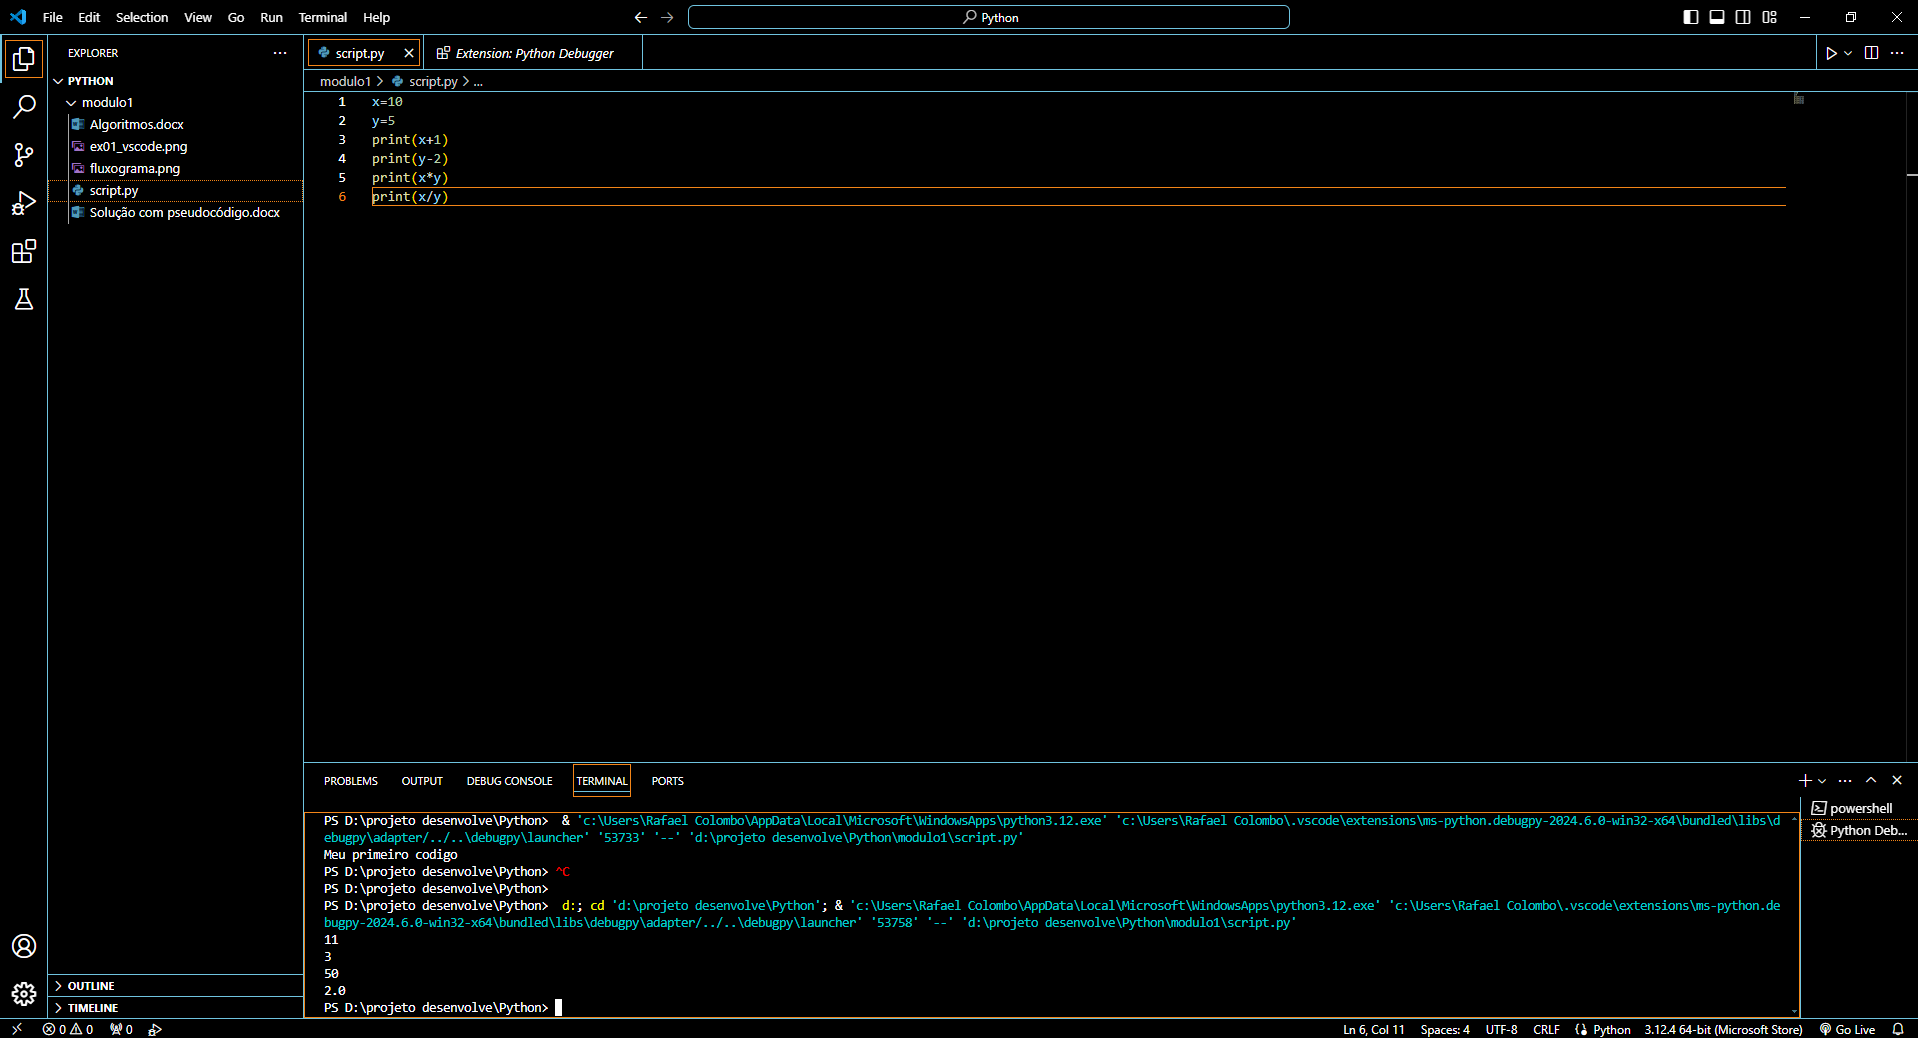 File Edit Selection View Go Run Terminal Help
Python
EXPLORER
PYTHON
modulo1
Algoritmos.docx
ex01_vscode.png
fluxograma.png
script.py
Solução com pseudocódigo.docx
OUTLINE
TIMELINE
script.py
Extension: Python Debugger
modulo1 > script.py > ...
1 x=10
2 y=5
3 print(x+1)
4 print(y-2)
5 print(x*y)
6 print(x/y)
PROBLEMS OUTPUT DEBUG CONSOLE TERMINAL PORTS
PS D:\projeto desenvolve\Python>  & 'c:\Users\Rafael Colombo\AppData\Local\Microsoft\WindowsApps\python3.12.exe' 'c:\Users\Rafael Colombo\.vscode\extensions\ms-python.debugpy-2024.6.0-win32-x64\bundled\libs\d
ebugpy\adapter/../..\debugpy\launcher' '53733' '--' 'd:\projeto desenvolve\Python\modulo1\script.py'
Meu primeiro codigo
PS D:\projeto desenvolve\Python> ^C
PS D:\projeto desenvolve\Python>
PS D:\projeto desenvolve\Python>  d:; cd 'd:\projeto desenvolve\Python'; & 'c:\Users\Rafael Colombo\AppData\Local\Microsoft\WindowsApps\python3.12.exe' 'c:\Users\Rafael Colombo\.vscode\extensions\ms-python.de
bugpy-2024.6.0-win32-x64\bundled\libs\debugpy\adapter/../..\debugpy\launcher' '53758' '--' 'd:\projeto desenvolve\Python\modulo1\script.py'
11
3
50
2.0
PS D:\projeto desenvolve\Python>
powershell
Python Deb...
0 0 0
Ln 6, Col 11 Spaces: 4 UTF-8 CRLF Python 3.12.4 64-bit (Microsoft Store) Go Live